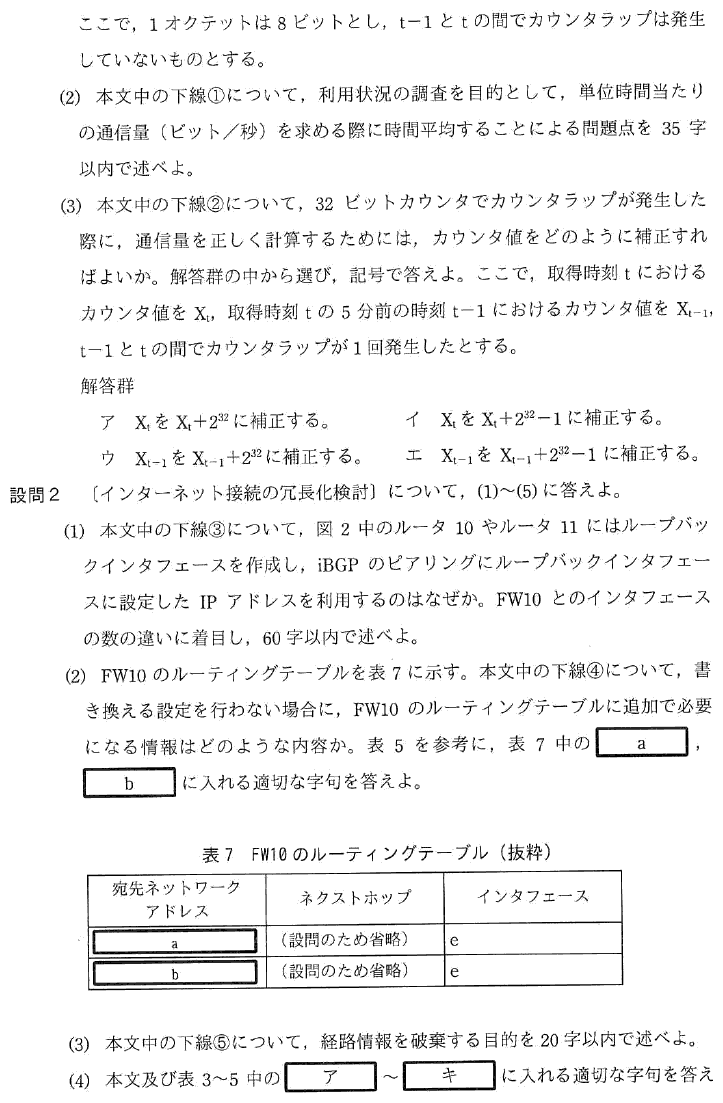 ここで，1 オクテットは 8 ビットとし，t－1 と t の間でカウンタラップは発生
していないものとする。
(2) 本文中の下線①について，利用状況の調査を目的として，単位時間当たり
の通信量（ビット／秒）を求める際に時間平均することによる問題点を 35 字
以内で述べよ。
(3) 本文中の下線②について，32 ビットカウンタでカウンタラップが発生した
際に，通信量を正しく計算するためには，カウンタ値をどのように補正すれ
ばよいか。解答群の中から選び，記号で答えよ。ここで，取得時刻 t における
カウンタ値を Xₜ，取得時刻 t の 5 分前の時刻 t－1 におけるカウンタ値を Xₜ₋₁，
t－1 と t の間でカウンタラップが 1 回発生したとする。
解答群
ア Xₜ を Xₜ＋2³² に補正する。 イ Xₜ を Xₜ＋2³²－1 に補正する。
ウ Xₜ₋₁ を Xₜ₋₁＋2³² に補正する。 エ Xₜ₋₁ を Xₜ₋₁＋2³²－1 に補正する。
設問2 〔インターネット接続の冗長化検討〕について，(1)～(5)に答えよ。
(1) 本文中の下線③について，図 2 中のルータ 10 やルータ 11 にはループバッ
クインタフェースを作成し，iBGP のピアリングにループバックインタフェー
スに設定した IP アドレスを利用するのはなぜか。FW10 とのインタフェース
の数の違いに着目し，60 字以内で述べよ。
(2) FW10 のルーティングテーブルを表 7 に示す。本文中の下線④について，書
き換える設定を行わない場合に，FW10 のルーティングテーブルに追加で必要
になる情報はどのような内容か。表 5 を参考に，表 7 中の a ，
b に入れる適切な字句を答えよ。
表 7 FW10 のルーティングテーブル（抜粋）
宛先ネットワーク
アドレス ネクストホップ インタフェース
a （設問のため省略） e
b （設問のため省略） e
(3) 本文中の下線⑤について，経路情報を破棄する目的を 20 字以内で述べよ。
(4) 本文及び表 3～5 中の ア ～ キ に入れる適切な字句を答え